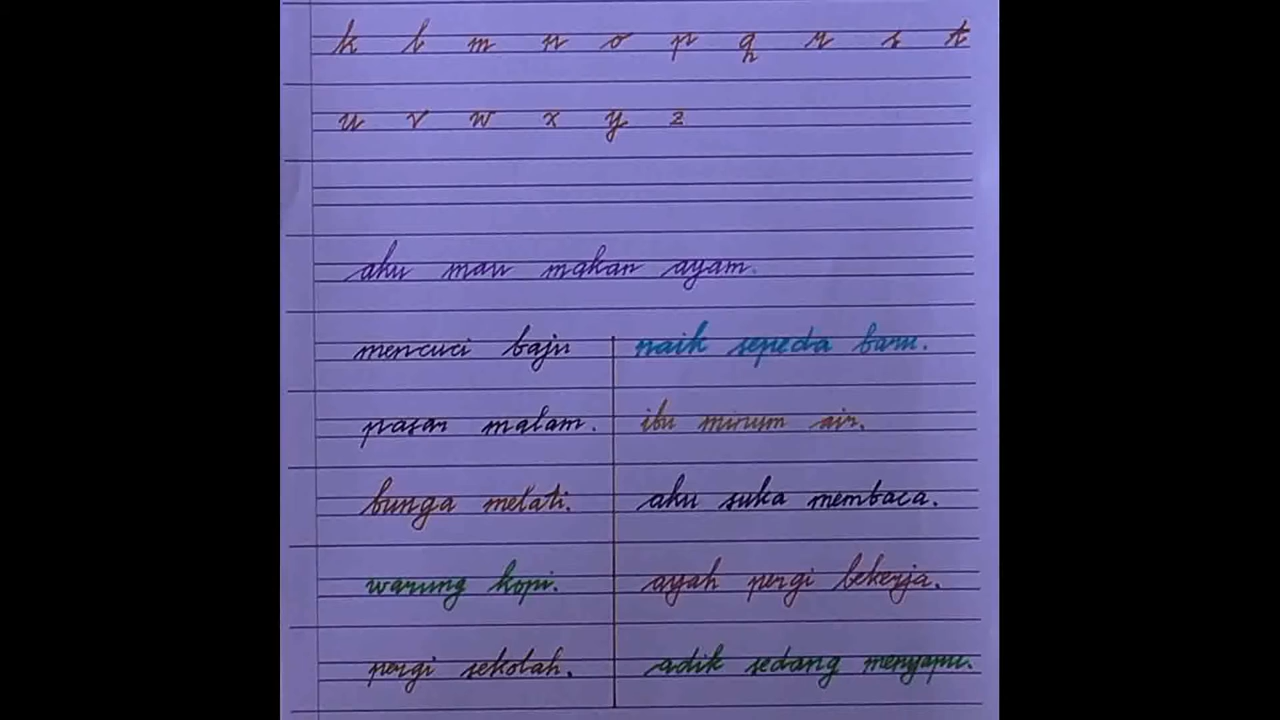 k l m n o p q r s t
u v w x y z
aku mau makan ayam.
mencuci baju
naik sepeda baru.
pasar malam.
ibu minum air.
bunga melati.
aku suka membaca.
warung kopi.
ayah pergi bekerja.
pergi sekolah.
adik sedang menyapu.